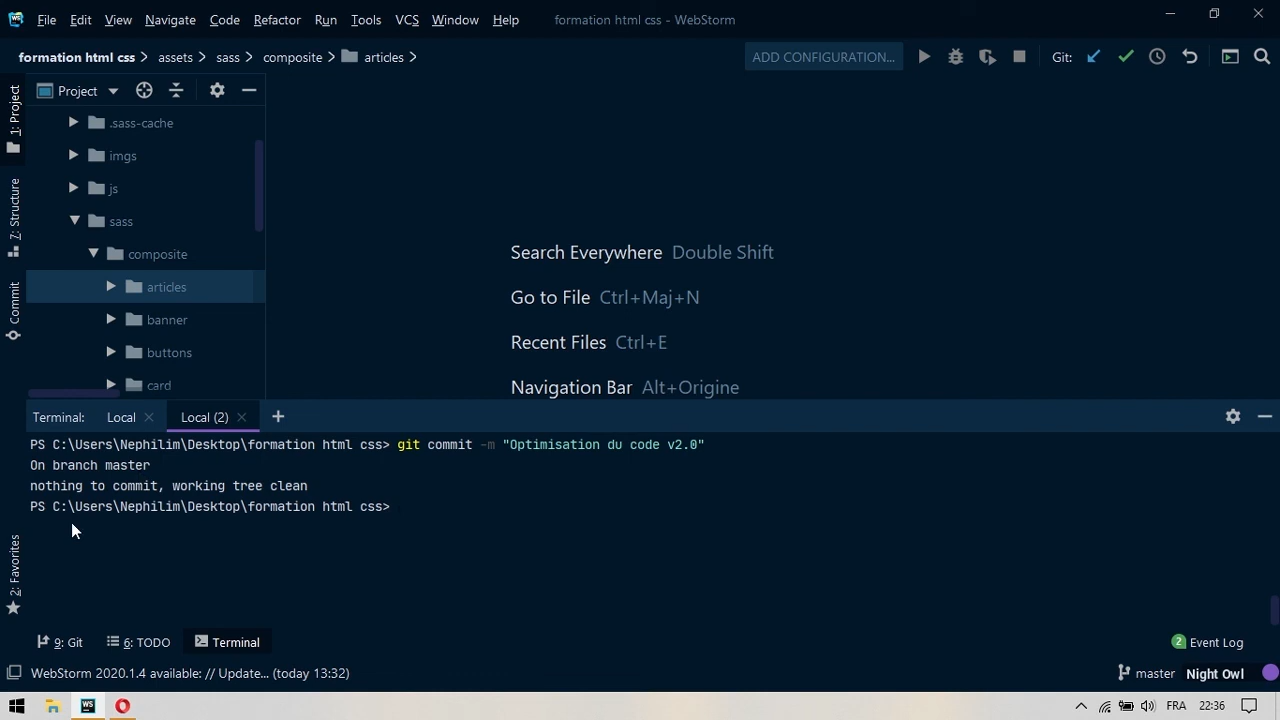 WS File Edit View Navigate Code Refactor Run Tools VCS Window Help formation html css - WebStorm
formation html css assets sass composite articles ADD CONFIGURATION... Git:
1: Project
Project
.sass-cache
imgs
js
sass
composite
articles
banner
buttons
card
7: Structure
Commit
2: Favorites
Search Everywhere Double Shift
Go to File Ctrl+Maj+N
Recent Files Ctrl+E
Navigation Bar Alt+Origine
Terminal: Local Local (2)
PS C:\Users\Nephilim\Desktop\formation html css> git commit -m "Optimisation du code v2.0"
On branch master
nothing to commit, working tree clean
PS C:\Users\Nephilim\Desktop\formation html css>
9: Git 6: TODO Terminal 2 Event Log
WebStorm 2020.1.4 available: // Update... (today 13:32) master Night Owl
WS FRA 22:36